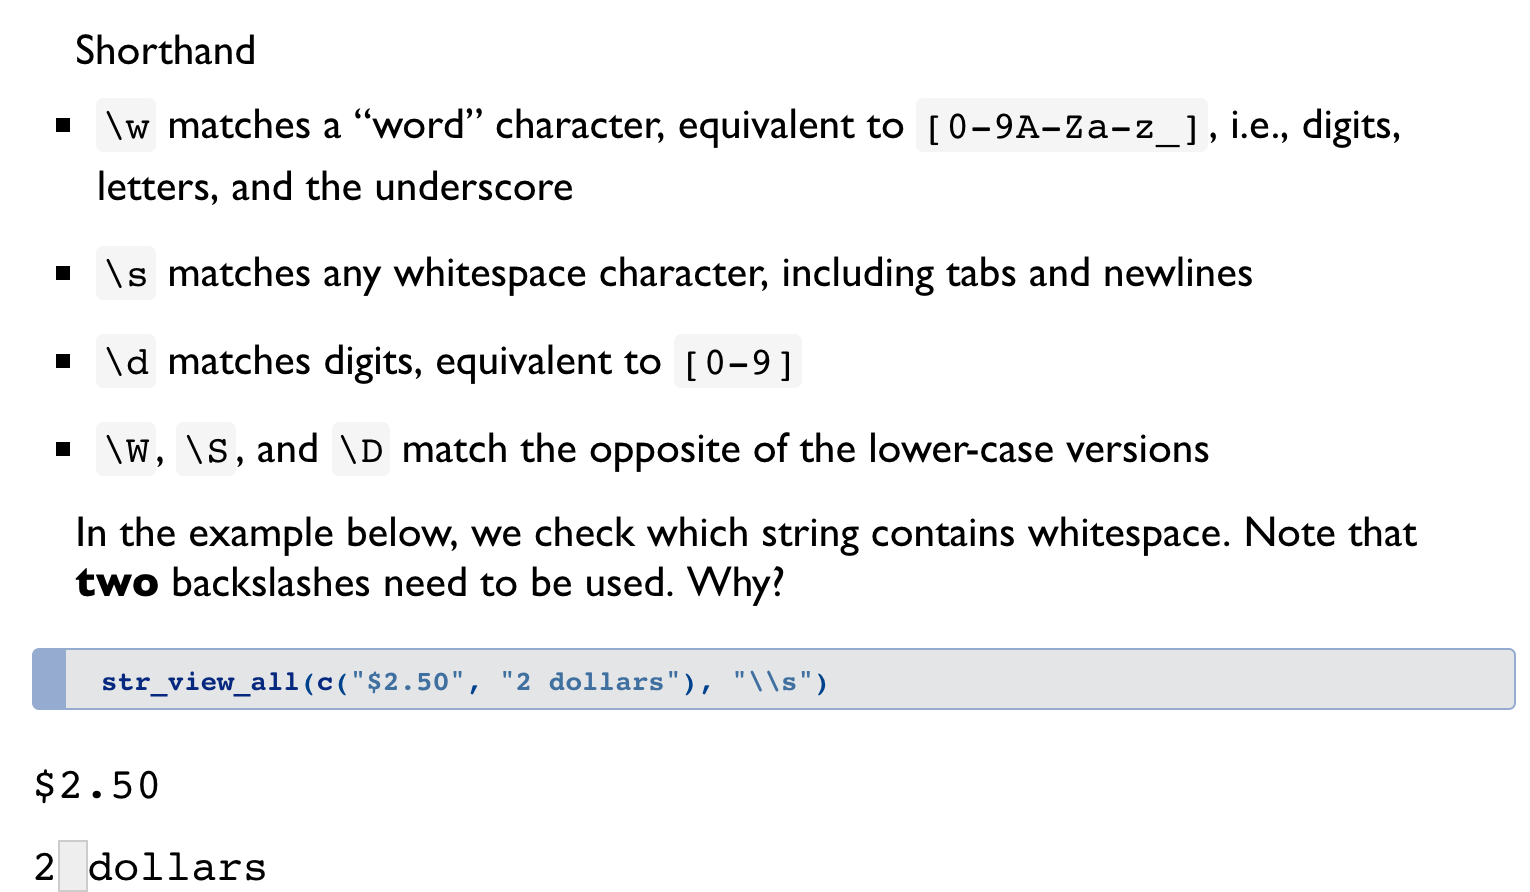 Shorthand
▪ \w matches a “word” character, equivalent to [0-9A-Za-z_], i.e., digits,
letters, and the underscore
▪ \s matches any whitespace character, including tabs and newlines
▪ \d matches digits, equivalent to [0-9]
▪ \W, \S, and \D match the opposite of the lower-case versions
In the example below, we check which string contains whitespace. Note that
two backslashes need to be used. Why?
str_view_all(c("$2.50", "2 dollars"), "\\s")
$2.50
2 dollars